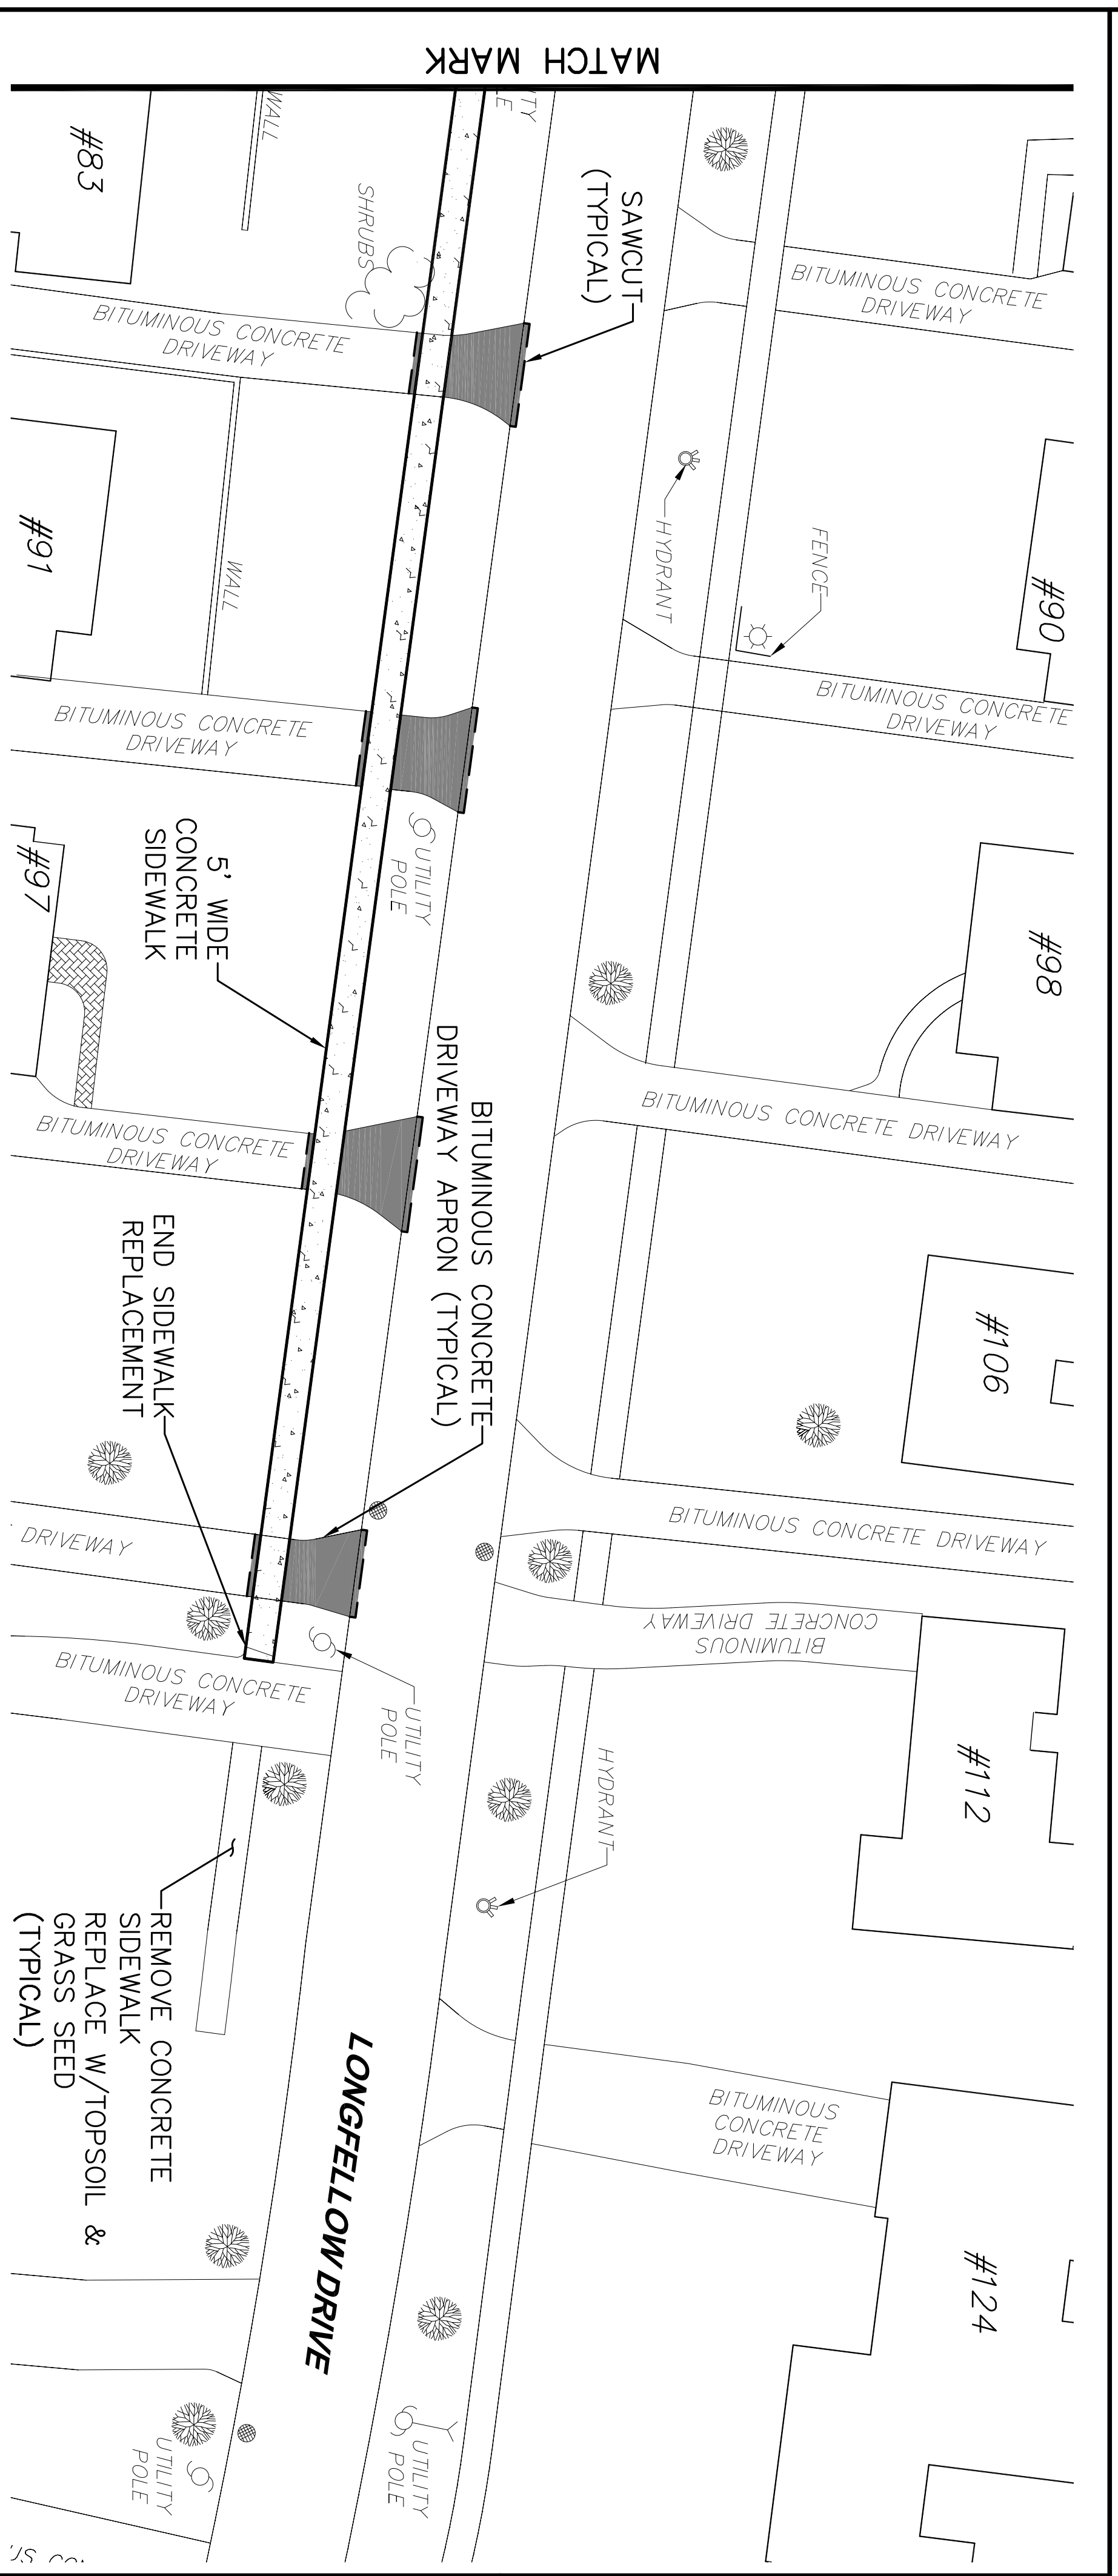 MATCH MARK
WALL
#83
SHRUBS
SAWCUT
(TYPICAL)
BITUMINOUS CONCRETE
DRIVEWAY
BITUMINOUS CONCRETE
DRIVEWAY
#91
WALL
HYDRANT
FENCE
#90
BITUMINOUS CONCRETE
DRIVEWAY
BITUMINOUS CONCRETE
DRIVEWAY
#97
5' WIDE
CONCRETE
SIDEWALK
UTILITY
POLE
#98
BITUMINOUS CONCRETE DRIVEWAY
BITUMINOUS CONCRETE
DRIVEWAY
BITUMINOUS CONCRETE
DRIVEWAY APRON (TYPICAL)
END SIDEWALK
REPLACEMENT
#106
BITUMINOUS CONCRETE DRIVEWAY
DRIVEWAY
BITUMINOUS
CONCRETE DRIVEWAY
BITUMINOUS CONCRETE
DRIVEWAY
UTILITY
POLE
HYDRANT
#112
REMOVE CONCRETE
SIDEWALK
REPLACE W/TOPSOIL &
GRASS SEED
(TYPICAL)
LONGFELLOW DRIVE
BITUMINOUS
CONCRETE
DRIVEWAY
#124
UTILITY
POLE
UTILITY
POLE